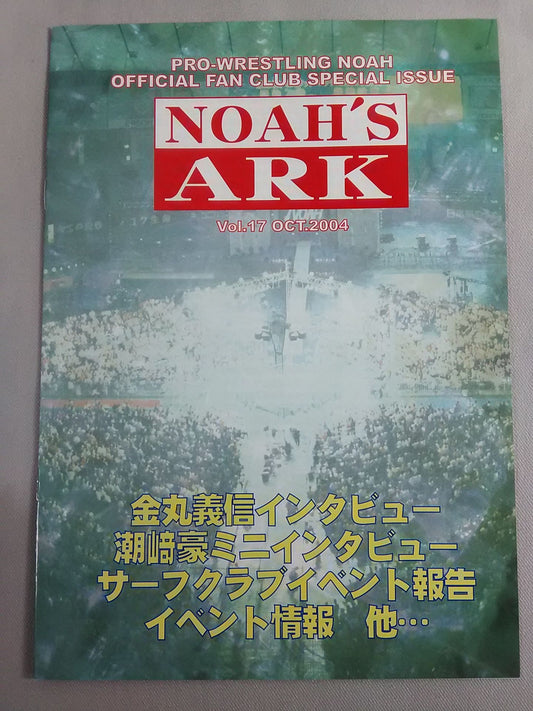 PRO-WRESTLING NOAH
OFFICIAL FAN CLUB SPECIAL ISSUE
NOAH'S
ARK
Vol.17 OCT.2004
NOAH
金丸義信インタビュー
潮﨑豪ミニインタビュー
サーフクラブイベント報告
イベント情報　他…